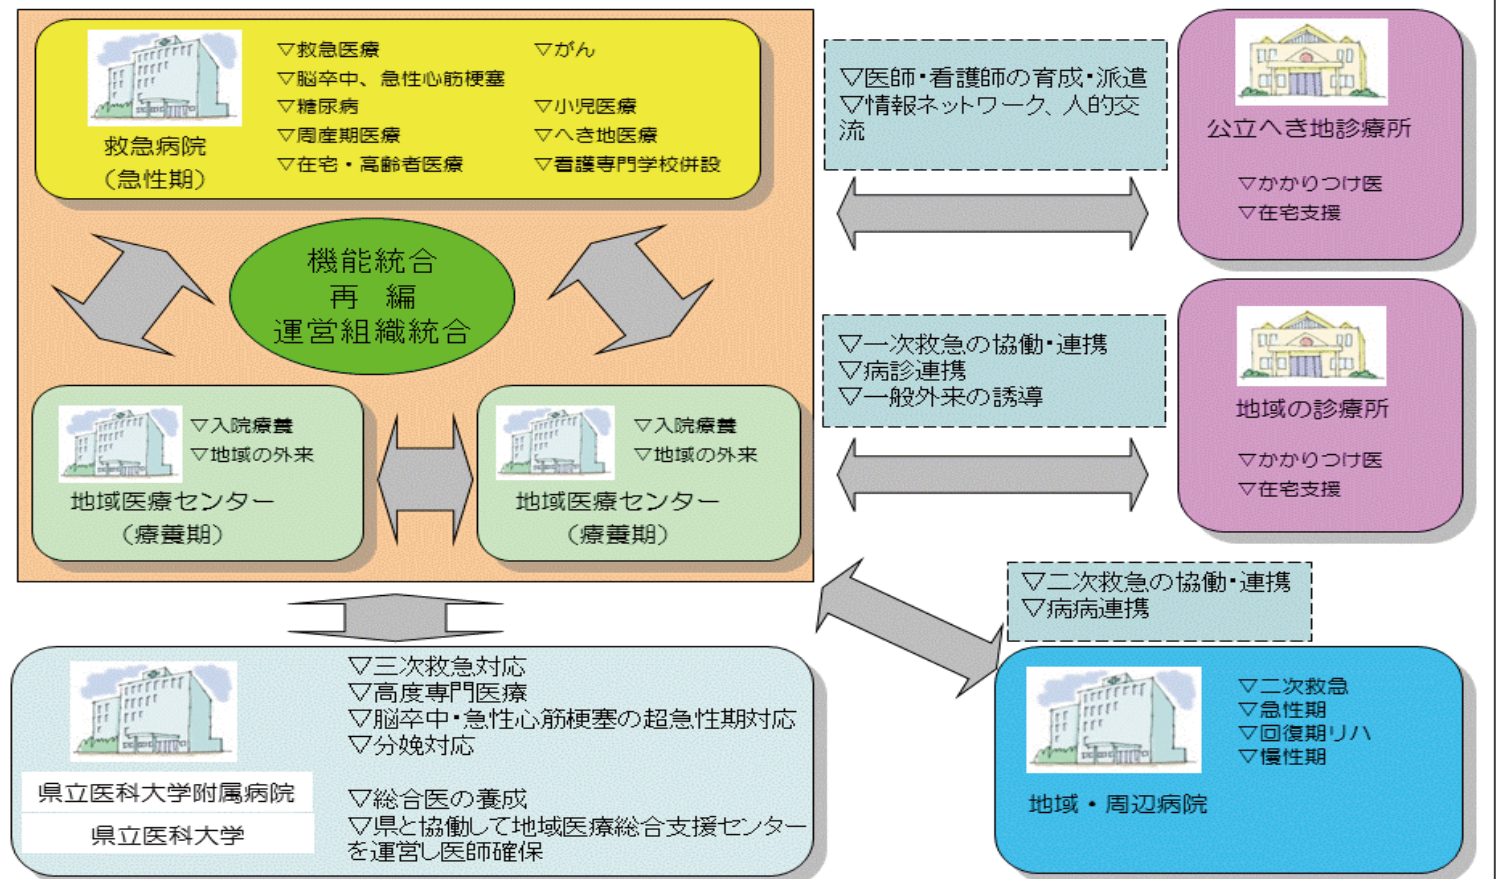 ▽救急医療
▽がん
▽脳卒中、急性心筋梗塞
▽糖尿病
▽小児医療
▽周産期医療
▽へき地医療
▽在宅・高齢者医療
▽看護専門学校併設
救急病院
(急性期)
機能統合
再 編
運営組織統合
▽入院療養
▽地域の外来
地域医療センター
(療養期)
▽入院療養
▽地域の外来
地域医療センター
(療養期)
▽医師・看護師の育成・派遣
▽情報ネットワーク、人的交
流
公立へき地診療所
▽かかりつけ医
▽在宅支援
▽一次救急の協働・連携
▽病診連携
▽一般外来の誘導
地域の診療所
▽かかりつけ医
▽在宅支援
▽二次救急の協働・連携
▽病病連携
▽三次救急対応
▽高度専門医療
▽脳卒中・急性心筋梗塞の超急性期対応
▽分娩対応
県立医科大学附属病院
県立医科大学
▽総合医の養成
▽県と協働して地域医療総合支援センター
を運営し医師確保
▽二次救急
▽急性期
▽回復期リハ
▽慢性期
地域・周辺病院